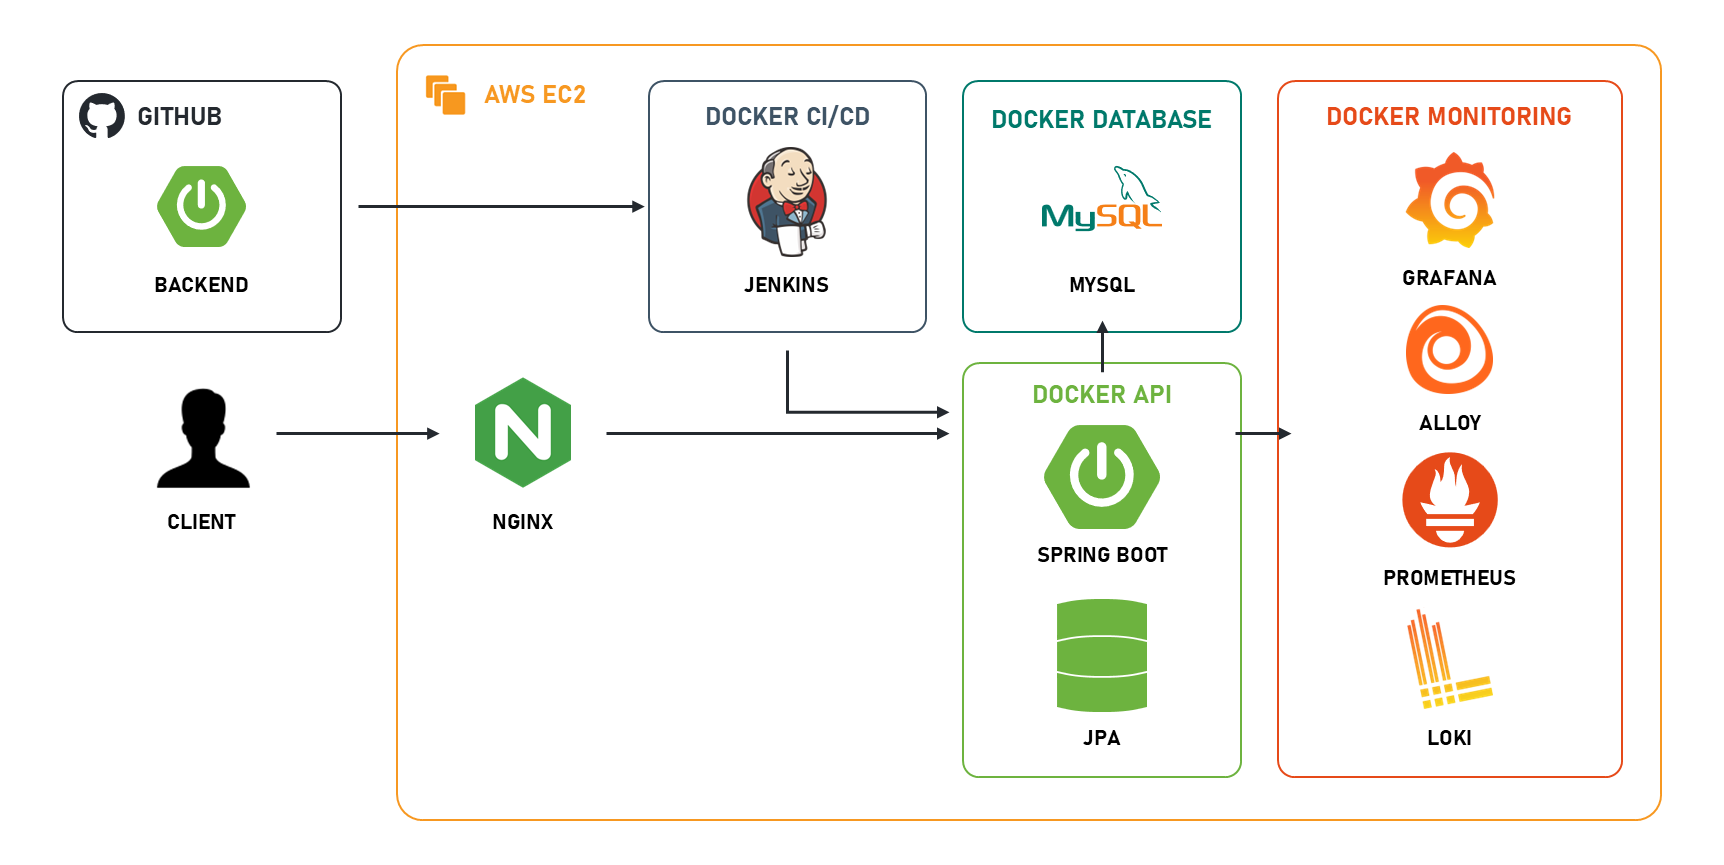 GITHUB
BACKEND
CLIENT
AWS EC2
NGINX
DOCKER CI/CD
JENKINS
DOCKER DATABASE
MySQL
MYSQL
DOCKER API
SPRING BOOT
JPA
DOCKER MONITORING
GRAFANA
ALLOY
PROMETHEUS
LOKI